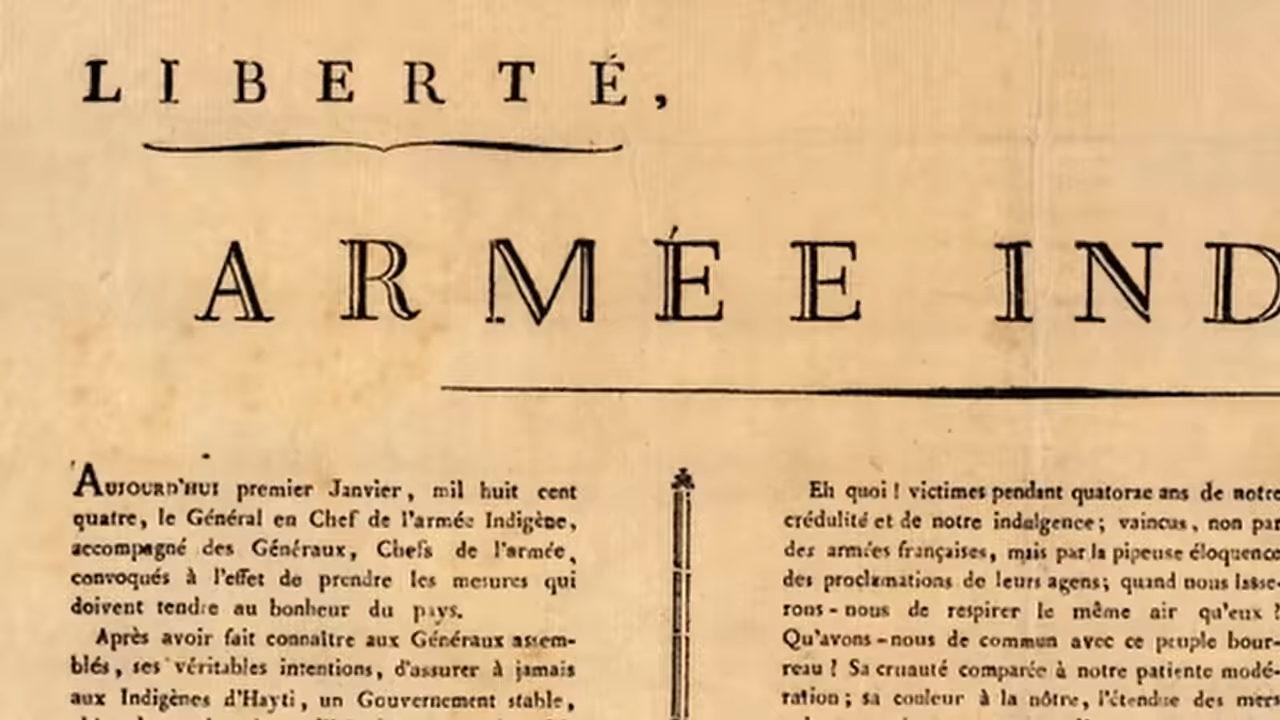 LIBERTÉ,
ARMÉE IND
AUJOURD'HUI premier Janvier, mil huit cent
quatre, le Général en Chef de l'armée Indigène,
accompagné des Généraux, Chefs de l'armée,
convoqués à l'effet de prendre les mesures qui
doivent tendre au bonheur du pays.
Après avoir fait connaître aux Généraux assem-
blés, ses véritables intentions, d'assurer à jamais
aux Indigènes d'Hayti, un Gouvernement stable,
Eh quoi ! victimes pendant quatorze ans de notre
crédulité et de notre indulgence; vaincus, non par
des armées françaises, mais par la pipeuse éloquence
des proclamations de leurs agens; quand nous lasse-
rons-nous de respirer le même air qu'eux ?
Qu'avons-nous de commun avec ce peuple bour-
reau ? Sa cruauté comparée à notre patiente modé-
ration; sa couleur à la nôtre, l'étendue des mers